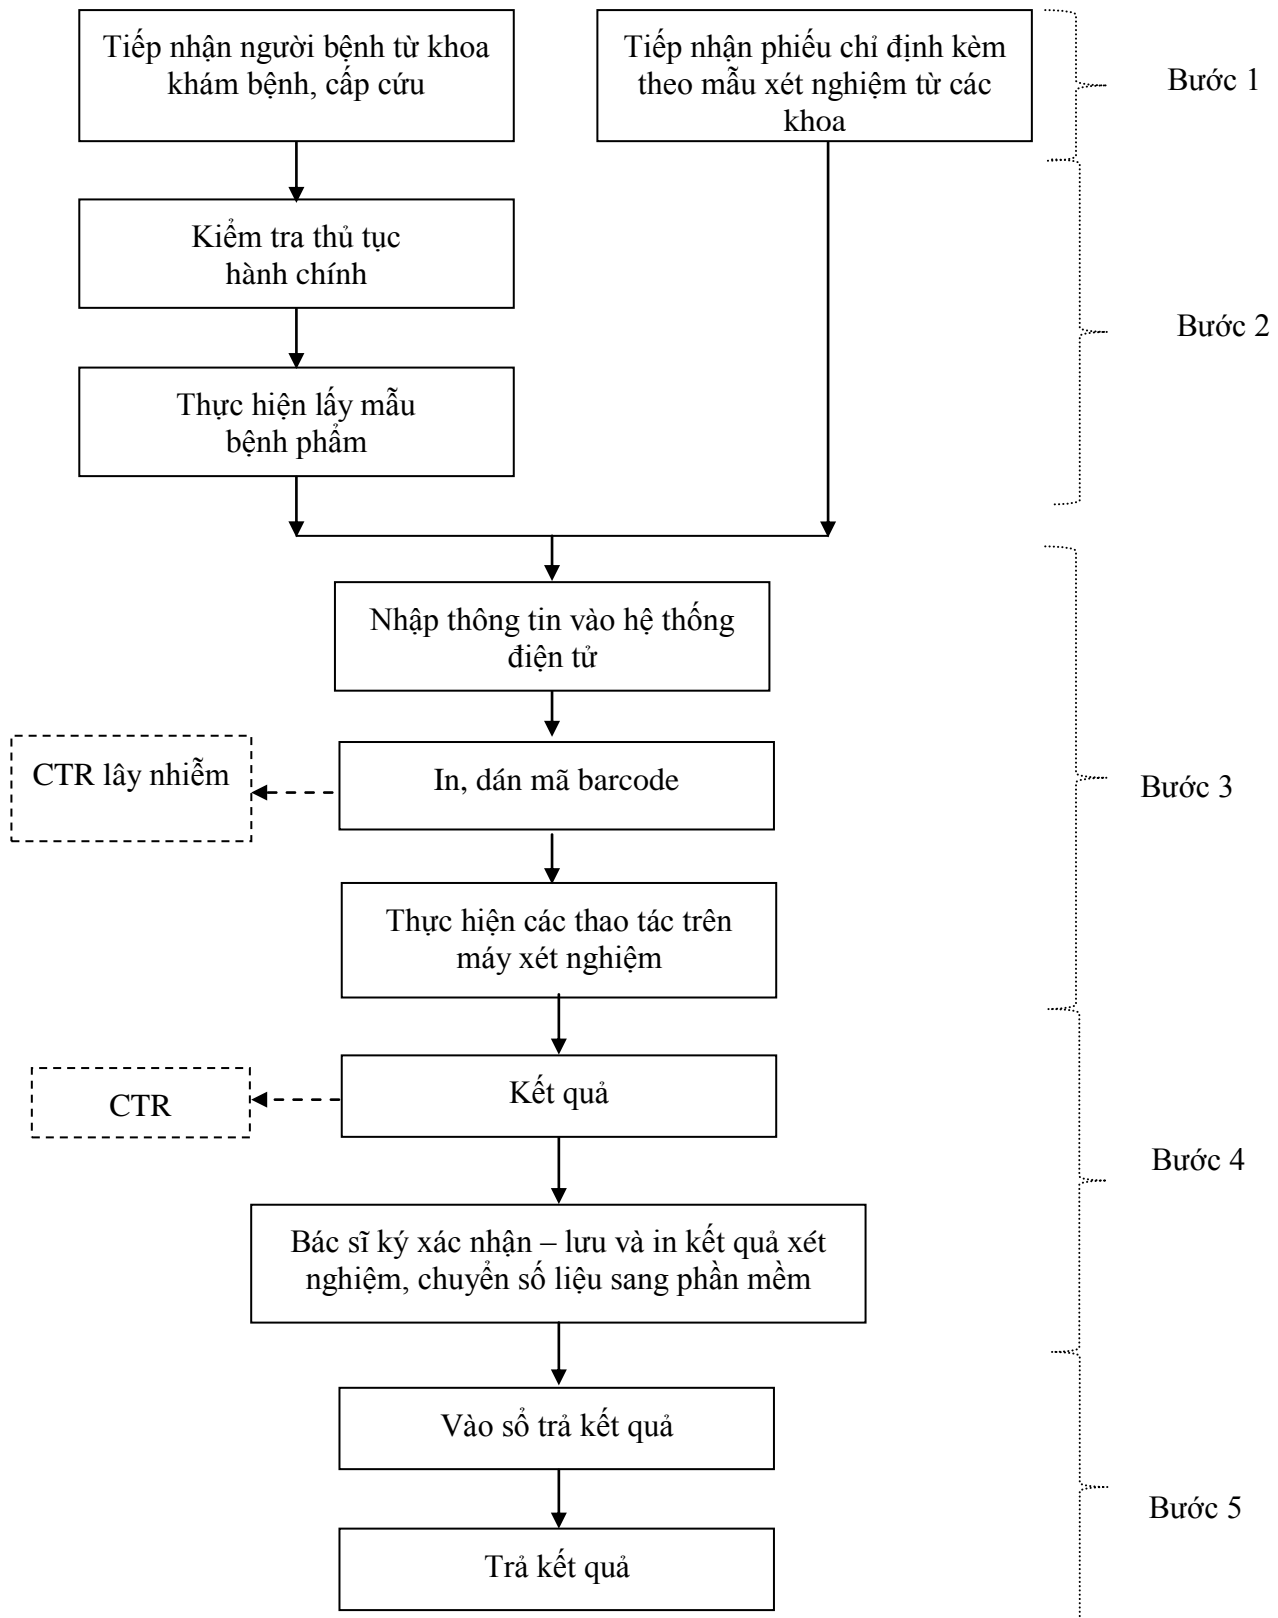 Tiếp nhận người bệnh từ khoa
khám bệnh, cấp cứu
Tiếp nhận phiếu chỉ định kèm
theo mẫu xét nghiệm từ các
khoa
Bước 1
Kiểm tra thủ tục
hành chính
Bước 2
Thực hiện lấy mẫu
bệnh phẩm
Nhập thông tin vào hệ thống
điện tử
CTR lây nhiễm
In, dán mã barcode
Bước 3
Thực hiện các thao tác trên
máy xét nghiệm
Kết quả
CTR
Bước 4
Bác sĩ ký xác nhận – lưu và in kết quả xét
nghiệm, chuyển số liệu sang phần mềm
Vào sổ trả kết quả
Bước 5
Trả kết quả